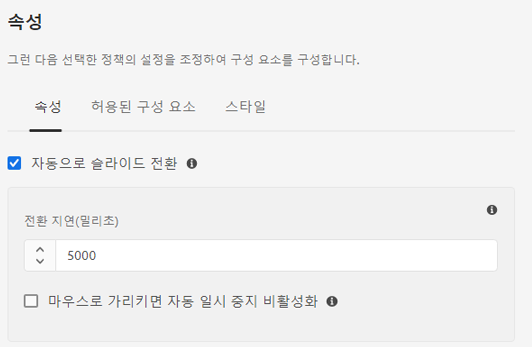 속성
그런 다음 선택한 정책의 설정을 조정하여 구성 요소를 구성합니다.
속성 허용된 구성 요소 스타일
자동으로 슬라이드 전환
전환 지연(밀리초)
5000
마우스로 가리키면 자동 일시 중지 비활성화